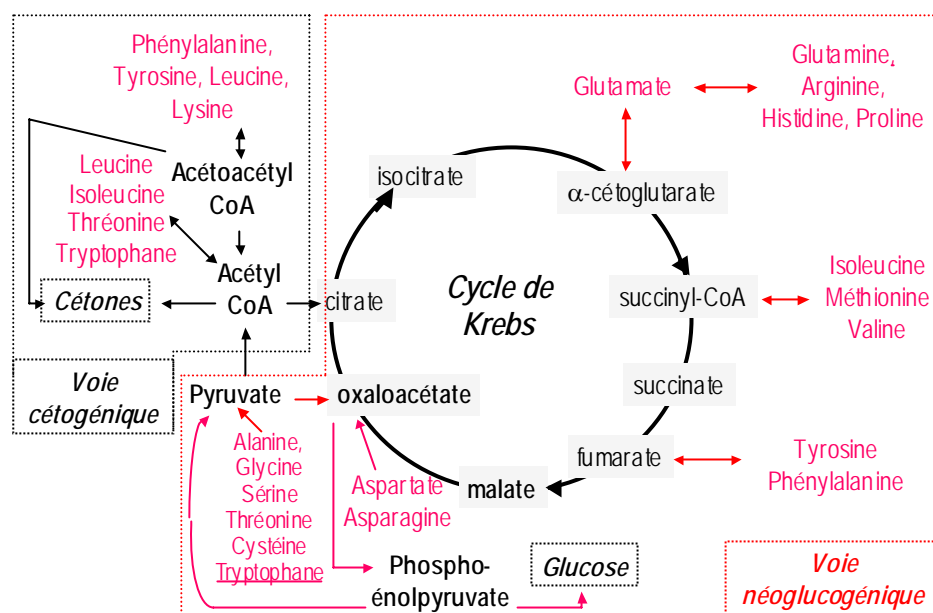 Phénylalanine,
Tyrosine, Leucine,
Lysine
Leucine
Isoleucine
Thréonine
Tryptophane
Acétoacétyl
CoA
Acétyl
CoA
Cétones
Voie
cétogénique
Glutamate
Glutamine,
Arginine,
Histidine, Proline
isocitrate
α-cétoglutarate
citrate
Cycle de
Krebs
succinyl-CoA
Isoleucine
Méthionine
Valine
succinate
Pyruvate
oxaloacétate
fumarate
Tyrosine
Phénylalanine
malate
Alanine,
Glycine
Sérine
Thréonine
Cystéine
Tryptophane
Aspartate
Asparagine
Phospho-
énolpyruvate
Glucose
Voie
néoglucogénique